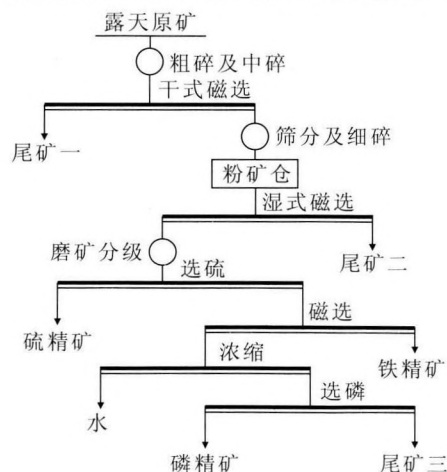 露天原矿
粗碎及中碎
干式磁选
尾矿一
筛分及细碎
粉矿仓
湿式磁选
磨矿分级
选硫
尾矿二
硫精矿
磁选
浓缩
铁精矿
水
选磷
磷精矿
尾矿三